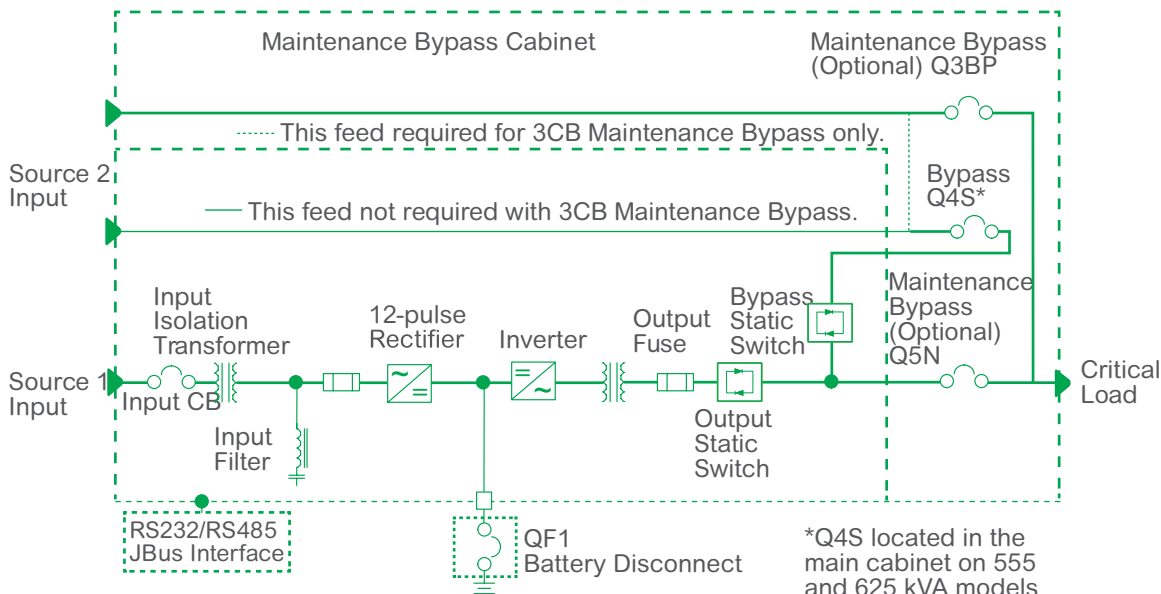 Maintenance Bypass Cabinet
Maintenance Bypass
(Optional) Q3BP
This feed required for 3CB Maintenance Bypass only.
Source 2
Input
Bypass
Q4S*
This feed not required with 3CB Maintenance Bypass.
Input
Isolation
Transformer
12-pulse
Rectifier
Inverter
Output
Fuse
Bypass
Static
Switch
Maintenance
Bypass
(Optional)
Q5N
Source 1
Input
Input CB
Critical
Load
Input
Filter
Output
Static
Switch
RS232/RS485
JBus Interface
QF1
Battery Disconnect
*Q4S located in the
main cabinet on 555
and 625 kVA models